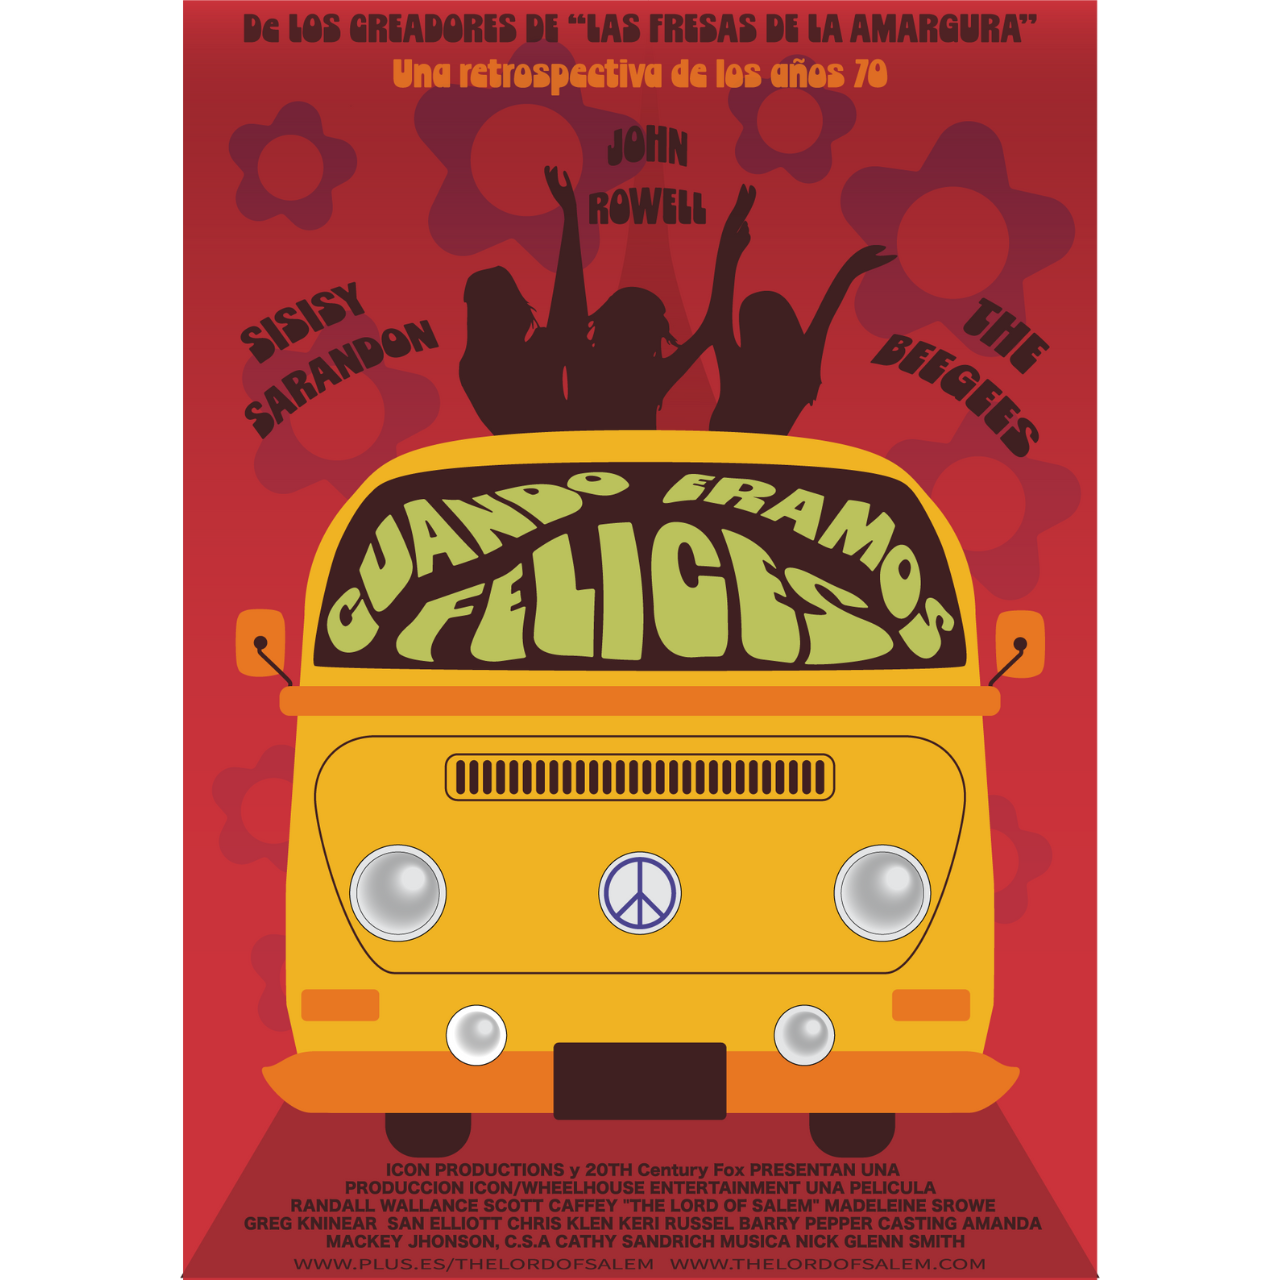 De LOS CREADORES DE “LAS FRESAS DE LA AMARGURA”
Una retrospectiva de los años 70
JOHN
ROWELL
SISISY
SARANDON
THE
BEEGEES
CUANDO ERAMOS
FELICES
ICON PRODUCTIONS y 20TH Century Fox PRESENTAN UNA
PRODUCCION ICON/WHEELHOUSE ENTERTAINMENT UNA PELICULA
RANDALL WALLANCE SCOTT CAFFEY "THE LORD OF SALEM" MADELEINE SROWE
GREG KNINEAR SAN ELLIOTT CHRIS KLEN KERI RUSSEL BARRY PEPPER CASTING AMANDA
MACKEY JHONSON, C.S.A CATHY SANDRICH MUSICA NICK GLENN SMITH
WWW.PLUS.ES/THELORDOFSALEM WWW.THELORDOFSALEM.COM